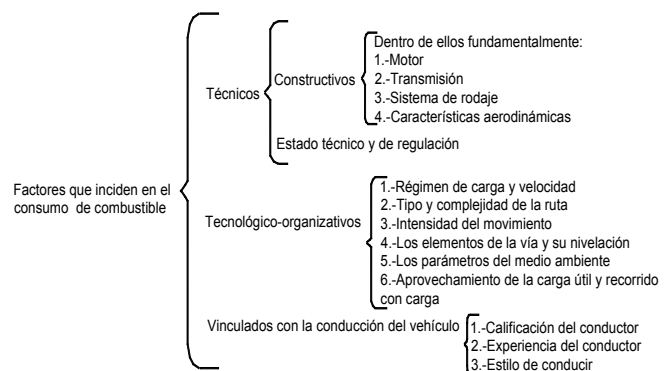 Factores que inciden en el
consumo de combustible
Técnicos
Constructivos
Dentro de ellos fundamentalmente:
1.-Motor
2.-Transmisión
3.-Sistema de rodaje
4.-Características aerodinámicas
Estado técnico y de regulación
Tecnológico-organizativos
1.-Régimen de carga y velocidad
2.-Tipo y complejidad de la ruta
3.-Intensidad del movimiento
4.-Los elementos de la vía y su nivelación
5.-Los parámetros del medio ambiente
6.-Aprovechamiento de la carga útil y recorrido
con carga
Vinculados con la conducción del vehículo
1.-Calificación del conductor
2.-Experiencia del conductor
3.-Estilo de conducir